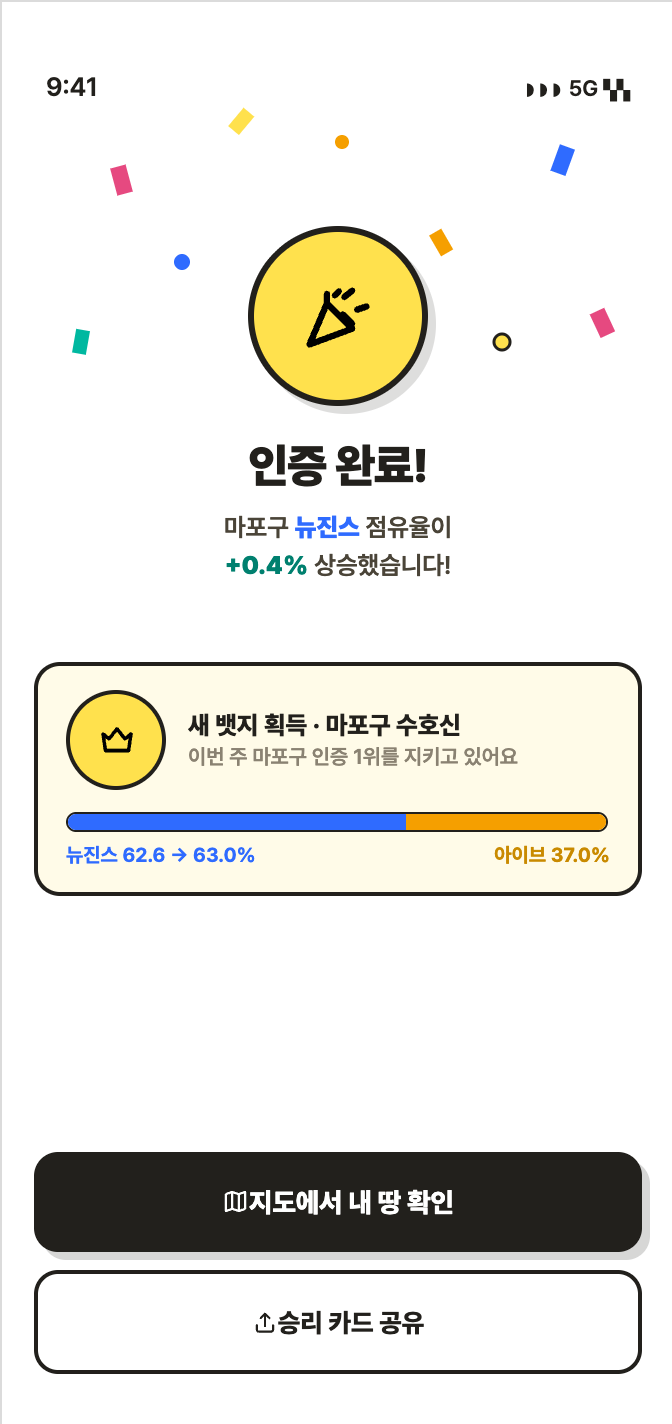 9:41
5G
인증 완료!
마포구 뉴진스 점유율이
+0.4% 상승했습니다!
새 뱃지 획득 · 마포구 수호신
이번 주 마포구 인증 1위를 지키고 있어요
뉴진스 62.6 → 63.0%
아이브 37.0%
지도에서 내 땅 확인
승리 카드 공유